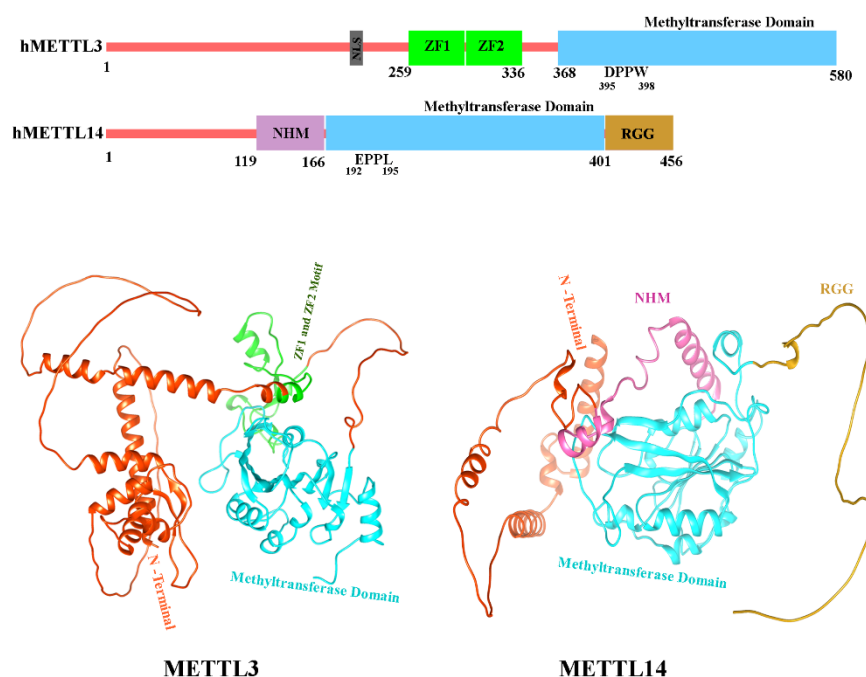 Methyltransferase Domain
hMETTL3
NLS
ZF1
ZF2
1
259
336
368
DPPW
395
398
580
Methyltransferase Domain
hMETTL14
NHM
RGG
1
119
166
EPPL
192
195
401
456
ZF1 and ZF2 Motif
N -Terminal
NHM
RGG
N -Terminal
Methyltransferase Domain
Methyltransferase Domain
METTL3
METTL14